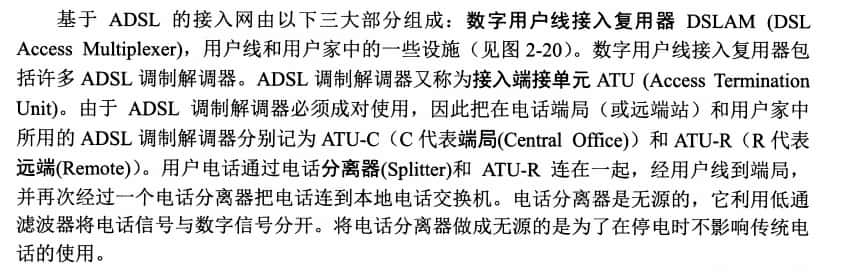 基于 ADSL 的接入网由以下三大部分组成：数字用户线接入复用器 DSLAM (DSL
Access Multiplexer)，用户线和用户家中的一些设施（见图 2-20）。数字用户线接入复用器包
括许多 ADSL 调制解调器。ADSL 调制解调器又称为接入端接单元 ATU (Access Termination
Unit)。由于 ADSL 调制解调器必须成对使用，因此把在电话端局（或远端站）和用户家中
所用的 ADSL 调制解调器分别记为 ATU-C（C 代表端局(Central Office)）和 ATU-R（R 代表
远端(Remote)）。用户电话通过电话分离器(Splitter)和 ATU-R 连在一起，经用户线到端局，
并再次经过一个电话分离器把电话连到本地电话交换机。电话分离器是无源的，它利用低通
滤波器将电话信号与数字信号分开。将电话分离器做成无源的是为了在停电时不影响传统电
话的使用。